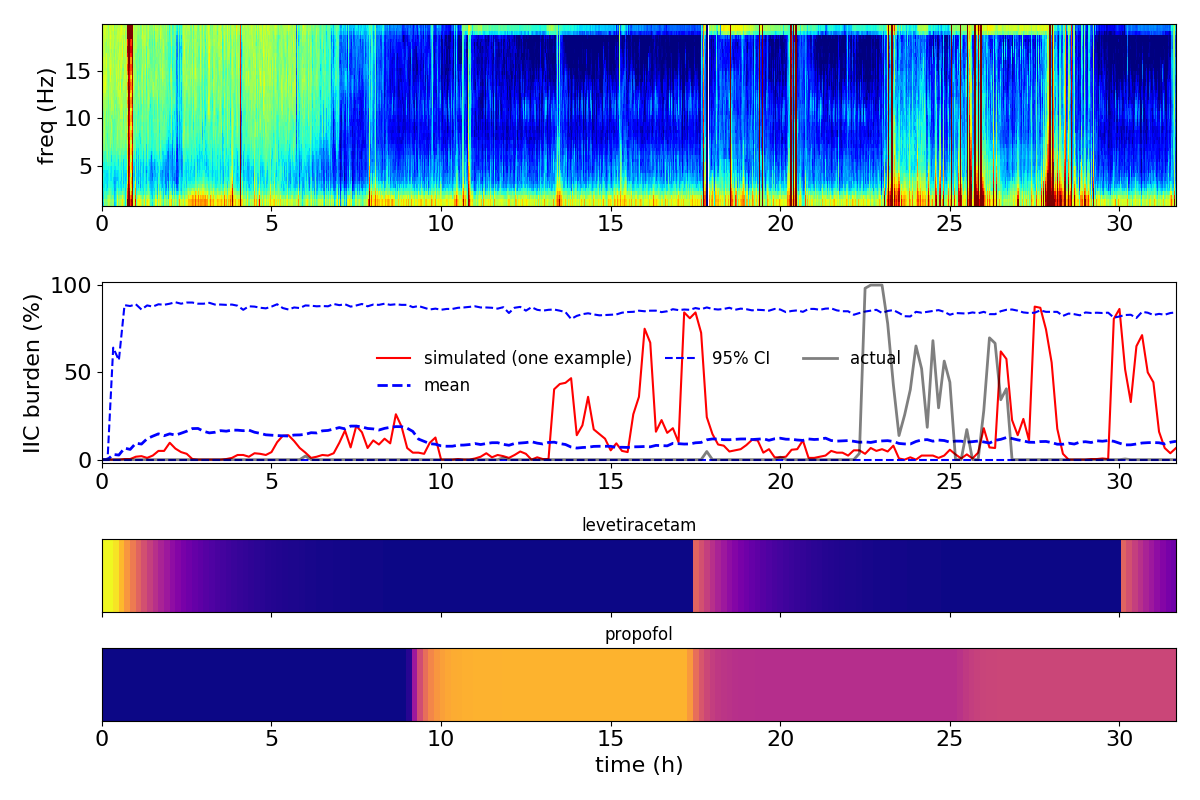 freq (Hz)
15
10
5
0 5 10 15 20 25 30
IIC burden (%)
100
50
0
simulated (one example) 95% CI actual
mean
0 5 10 15 20 25 30
levetiracetam
propofol
0 5 10 15 20 25 30
time (h)